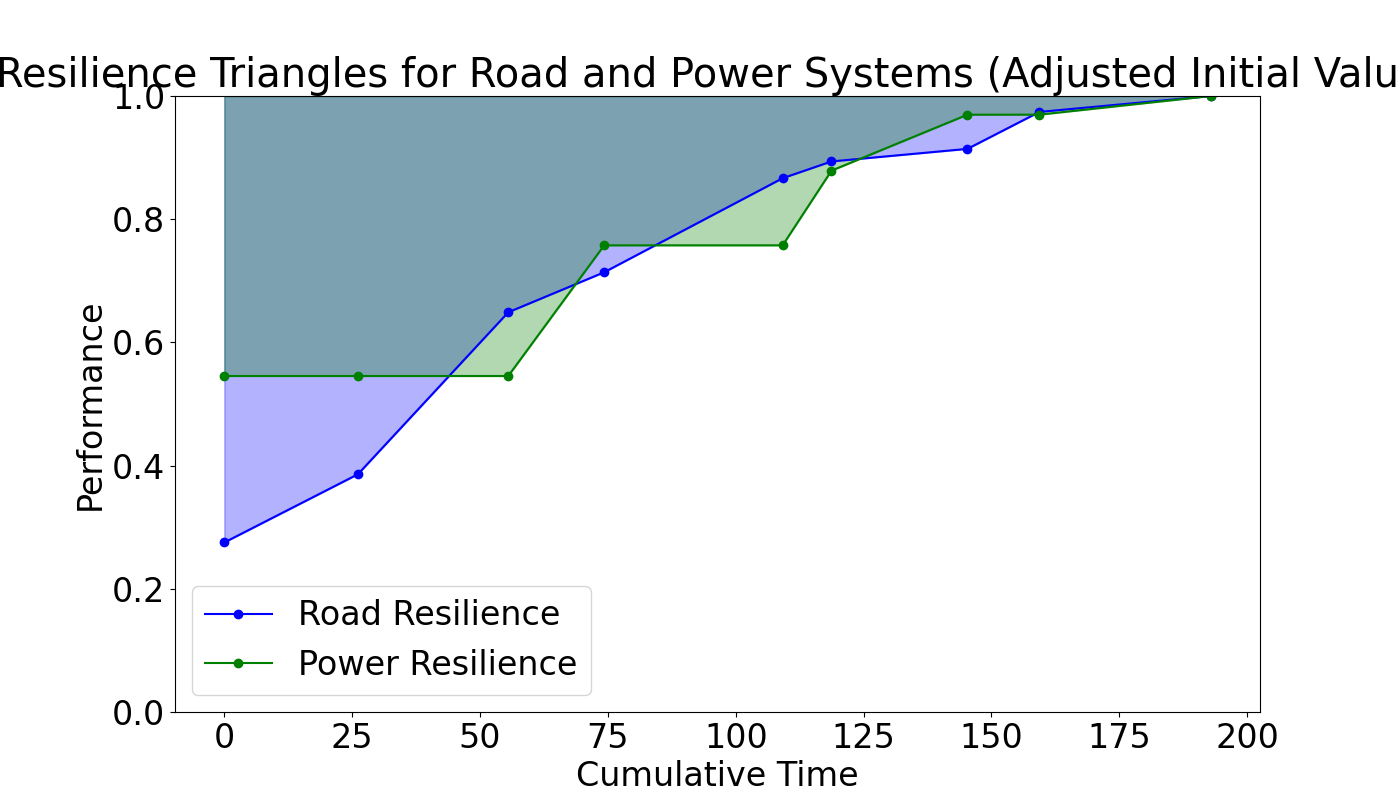 Resilience Triangles for Road and Power Systems (Adjusted Initial Valu
1.0
0.8
0.6
0.4
0.2
0.0
Performance
Road Resilience
Power Resilience
0 25 50 75 100 125 150 175 200
Cumulative Time